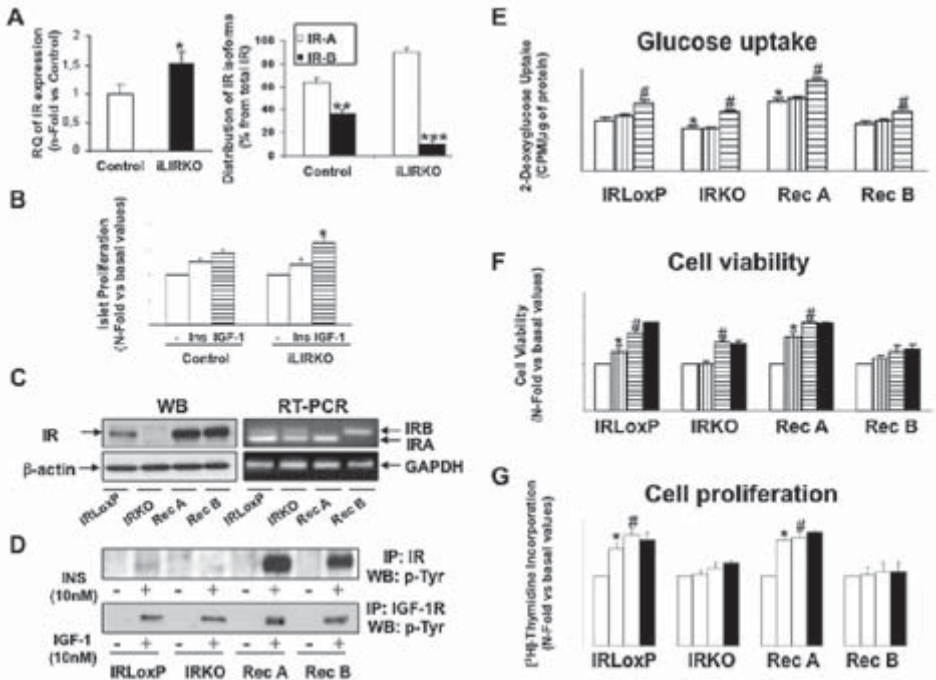 A
RQ of IR expression
(n-Fold vs Control)
2
1.5
1
0.5
0
*
Control
iLIRKO
Distribution of IR isoforms
(% from total IR)
100
80
60
40
20
0
IR-A
IR-B
**
***
Control
iLIRKO
B
Islet Proliferation
(N-Fold vs basal values)
*
- Ins IGF-1
Control
- Ins IGF-1
iLIRKO
C
WB
RT-PCR
IR
IRB
IRA
β-actin
GAPDH
IRLoxP
IRKO
Rec A
Rec B
IRLoxP
IRKO
Rec A
Rec B
D
IP: IR
WB: p-Tyr
INS
(10nM)
- + - + - + - +
IP: IGF-1R
WB: p-Tyr
IGF-1
(10nM)
- + - + - + - +
IRLoxP
IRKO
Rec A
Rec B
E
Glucose uptake
2-Deoxyglucose Uptake
(CPM/µg of protein)
# * # * # #
IRLoxP
IRKO
Rec A
Rec B
F
Cell viability
Cell Viability
(N-Fold vs basal values)
* # # * #
IRLoxP
IRKO
Rec A
Rec B
G
Cell proliferation
[³H]-Thymidine Incorporation
(N-Fold vs basal values)
* # * #
IRLoxP
IRKO
Rec A
Rec B